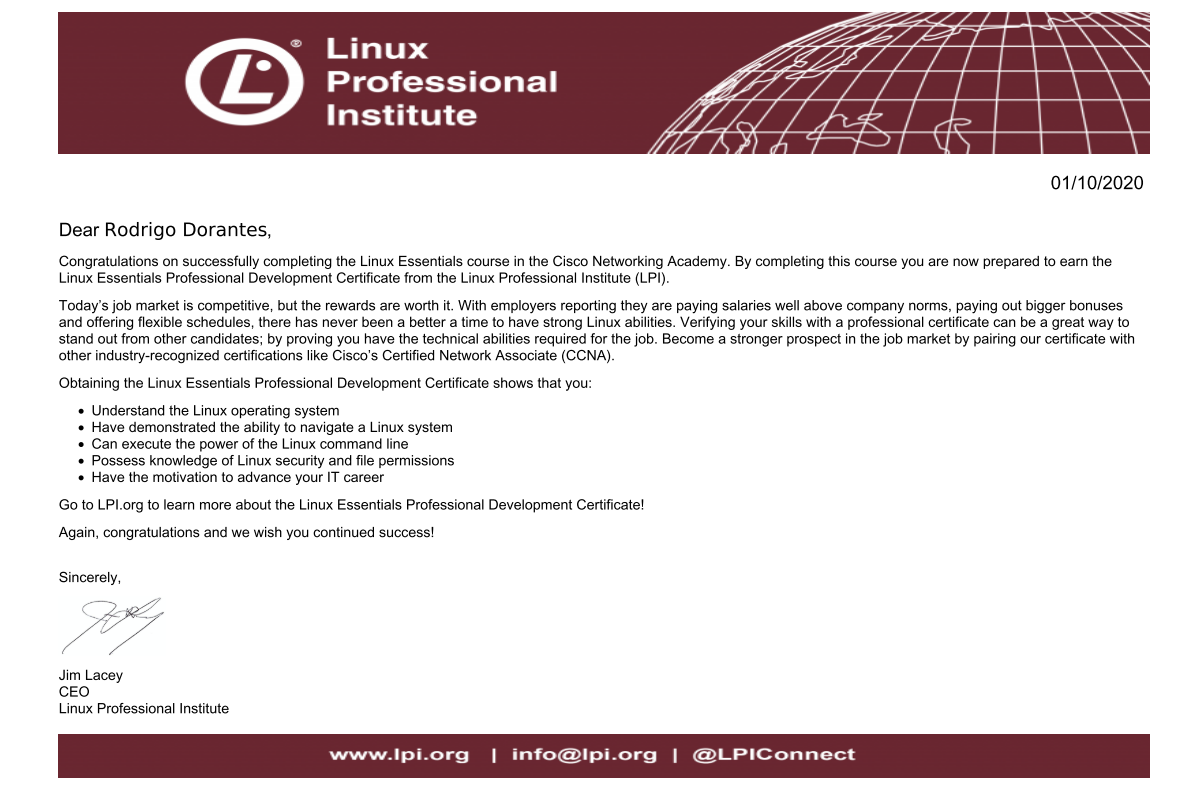 Linux
Professional
Institute
®
01/10/2020
Dear Rodrigo Dorantes,
Congratulations on successfully completing the Linux Essentials course in the Cisco Networking Academy. By completing this course you are now prepared to earn the
Linux Essentials Professional Development Certificate from the Linux Professional Institute (LPI).
Today’s job market is competitive, but the rewards are worth it. With employers reporting they are paying salaries well above company norms, paying out bigger bonuses
and offering flexible schedules, there has never been a better a time to have strong Linux abilities. Verifying your skills with a professional certificate can be a great way to
stand out from other candidates; by proving you have the technical abilities required for the job. Become a stronger prospect in the job market by pairing our certificate with
other industry-recognized certifications like Cisco’s Certified Network Associate (CCNA).
Obtaining the Linux Essentials Professional Development Certificate shows that you:
• Understand the Linux operating system
• Have demonstrated the ability to navigate a Linux system
• Can execute the power of the Linux command line
• Possess knowledge of Linux security and file permissions
• Have the motivation to advance your IT career
Go to LPI.org to learn more about the Linux Essentials Professional Development Certificate!
Again, congratulations and we wish you continued success!
Sincerely,
Jim Lacey
CEO
Linux Professional Institute
www.lpi.org | info@lpi.org | @LPIConnect